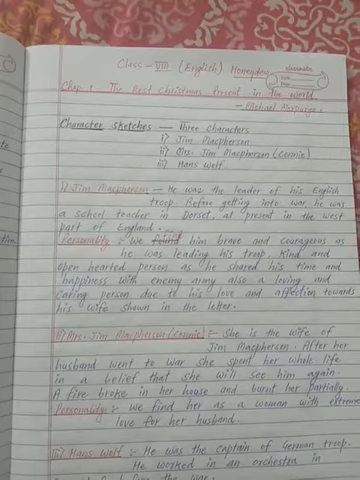 Class - VIII (English) Honeydew
classmate
Date
Page
Chap 1 The Best Christmas Present in the World
- Michael Morpurgo.
Character sketches — Three characters
i) Jim Macpherson
ii) Mrs. Jim Macpherson (Connie)
iii) Hans Wolf.
i) Jim Macpherson - He was the leader of his English
troop. Before getting into war, he was
a school teacher in Dorset, at present in the west
part of England.
Personality :- we found him brave and courageous as
he was leading his troop, Kind and
open hearted person as he shared his time and
happiness with enemy army also a loving and
caring person due to his love and affection towards
his wife shown in the letter.
ii) Mrs. Jim Macpherson (Connie) :- She is the wife of
Jim Macpherson. After her
husband went to war she spent her whole life
in a belief that she will see him again.
A fire broke in her house and burnt her partially.
Personality :- we find her as a woman with extreme
love for her husband.
iii) Hans Wolf :- He was the captain of German troop.
He worked in an orchestra in
the war.